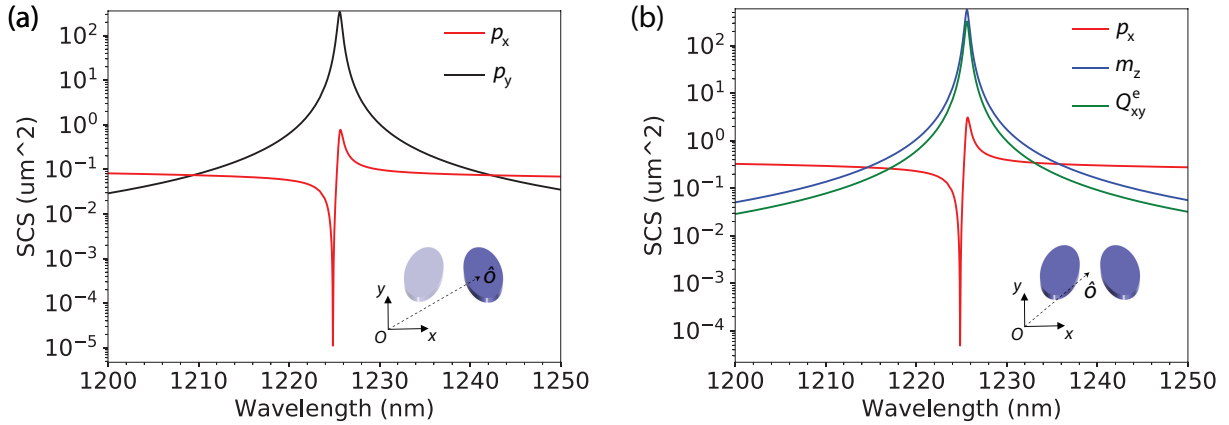 (a)
SCS (um^2)
10^2
10^1
10^0
10^-1
10^-2
10^-3
10^-4
10^-5
p_x
p_y
ô
y
O
x
1200 1210 1220 1230 1240 1250
Wavelength (nm)
(b)
SCS (um^2)
10^2
10^1
10^0
10^-1
10^-2
10^-3
10^-4
p_x
m_z
Q^e_xy
ô
y
O
x
1200 1210 1220 1230 1240 1250
Wavelength (nm)